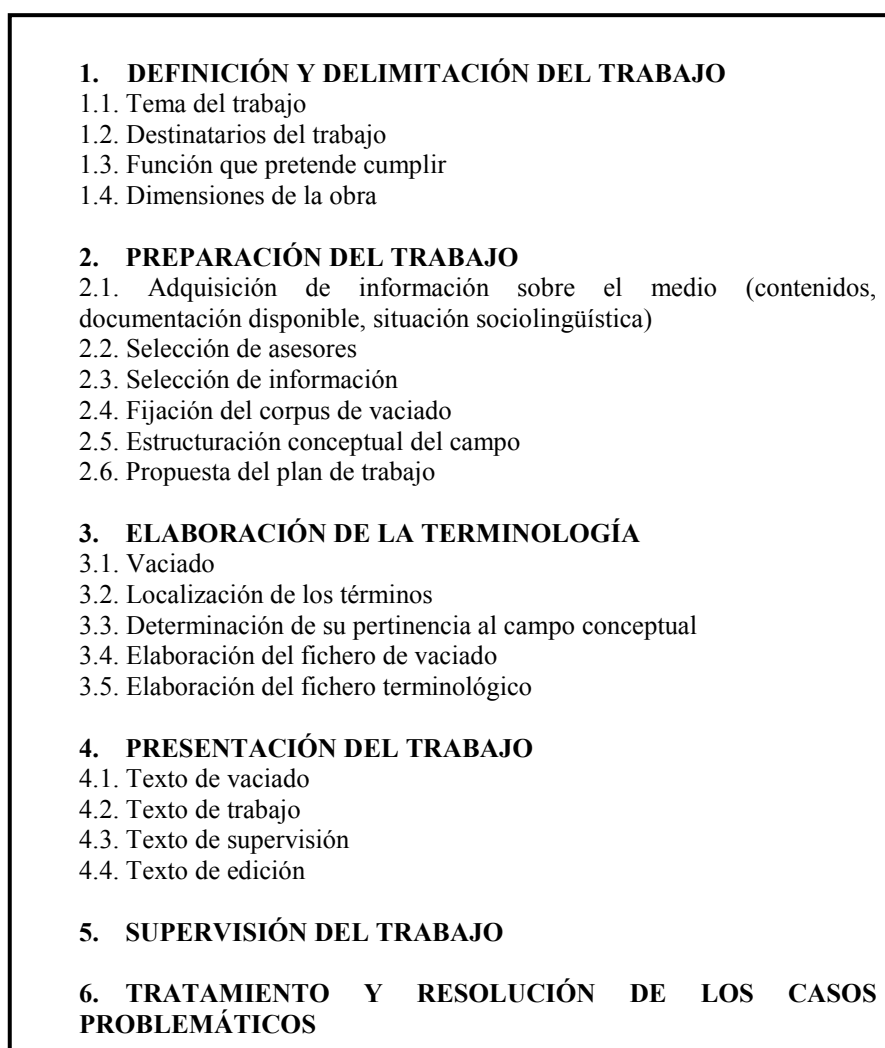 1. DEFINICIÓN Y DELIMITACIÓN DEL TRABAJO
1.1. Tema del trabajo
1.2. Destinatarios del trabajo
1.3. Función que pretende cumplir
1.4. Dimensiones de la obra
2. PREPARACIÓN DEL TRABAJO
2.1. Adquisición de información sobre el medio (contenidos,
documentación disponible, situación sociolingüística)
2.2. Selección de asesores
2.3. Selección de información
2.4. Fijación del corpus de vaciado
2.5. Estructuración conceptual del campo
2.6. Propuesta del plan de trabajo
3. ELABORACIÓN DE LA TERMINOLOGÍA
3.1. Vaciado
3.2. Localización de los términos
3.3. Determinación de su pertinencia al campo conceptual
3.4. Elaboración del fichero de vaciado
3.5. Elaboración del fichero terminológico
4. PRESENTACIÓN DEL TRABAJO
4.1. Texto de vaciado
4.2. Texto de trabajo
4.3. Texto de supervisión
4.4. Texto de edición
5. SUPERVISIÓN DEL TRABAJO
6. TRATAMIENTO Y RESOLUCIÓN DE LOS CASOS
PROBLEMÁTICOS